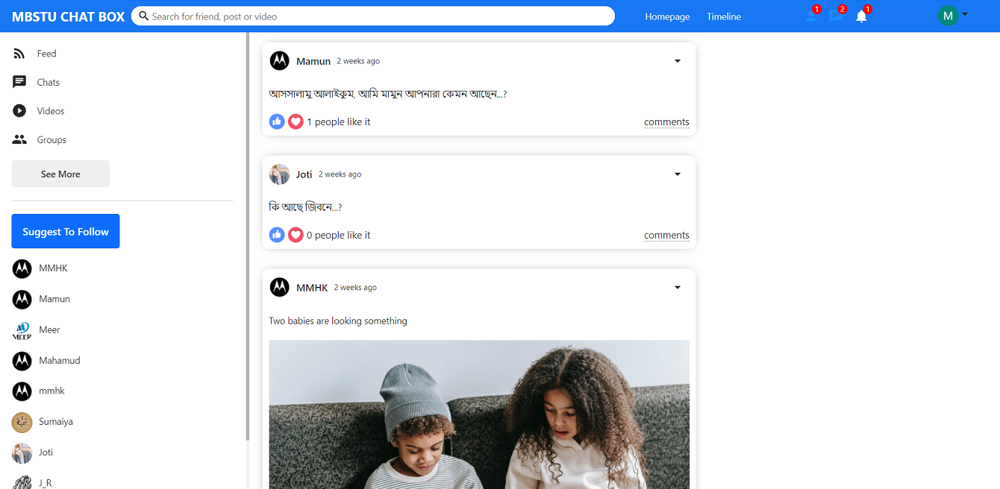 MBSTU CHAT BOX Search for friend, post or video Homepage Timeline 1 2 1 M
Feed
Chats
Videos
Groups
See More
Suggest To Follow
MMHK
Mamun
MEER Meer
Mahamud
mmhk
Sumaiya
Joti
J_R
Mamun 2 weeks ago
আসসালামু আলাইকুম, আমি মামুন আপনারা কেমন আছেন...?
1 people like it comments
Joti 2 weeks ago
কি আছে জিবনে...?
0 people like it comments
MMHK 2 weeks ago
Two babies are looking something